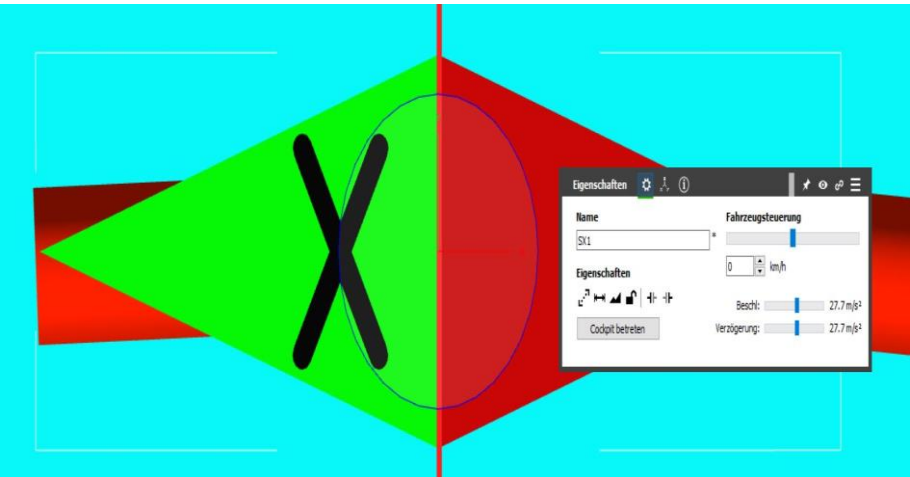 Eigenschaften
Name
Fahrzeugsteuerung
SX1
*
0 km/h
Eigenschaften
Beschl: 27.7 m/s²
Cockpit betreten
Verzögerung: 27.7 m/s²